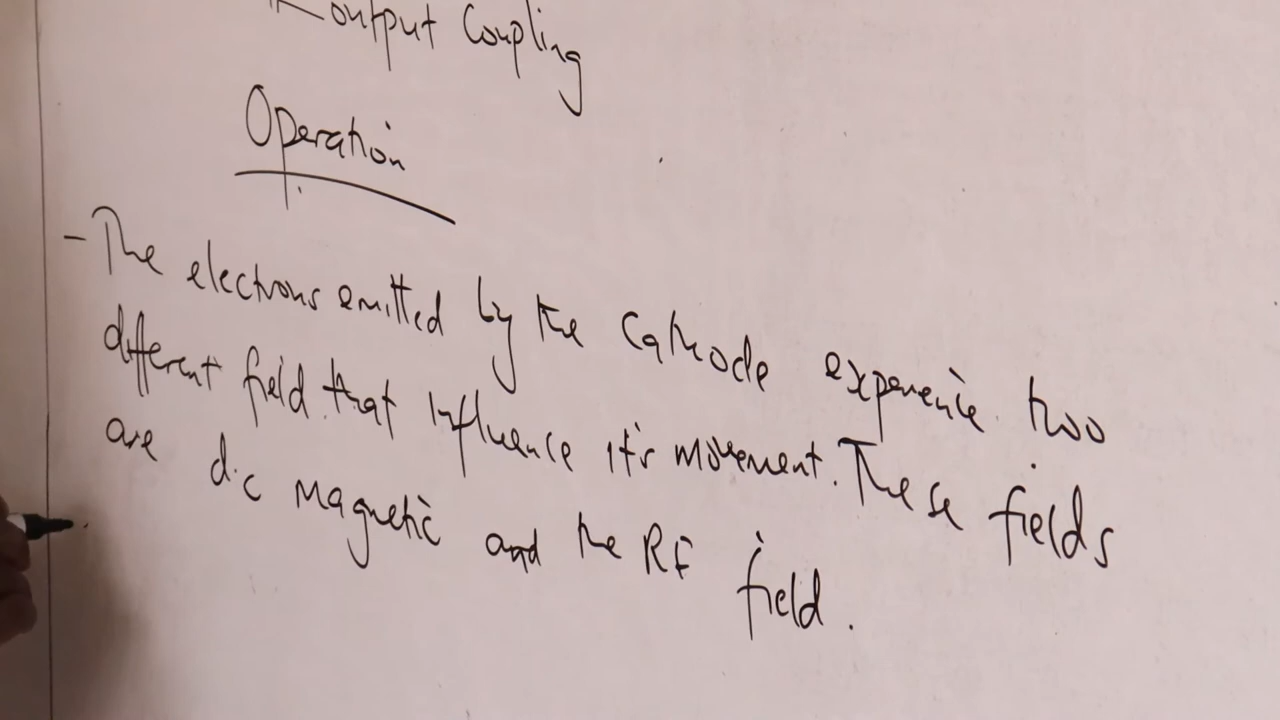 output Coupling
Operation
- The electrons emitted by the Cathode experience two
different field that influence it's movement. These fields
are d.c magnetic and the RF field.